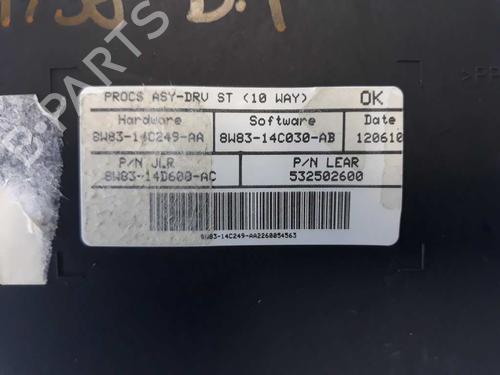 PROCS ASY-DRV ST (10 WAY) OK
Hardware Software Date
8W83-14C249-AA 8W83-14C030-AB 120610
P/N JLR P/N LEAR
8W83-14D600-AC 532502600
8W83-14C249-AA2260054563
B-PARTS